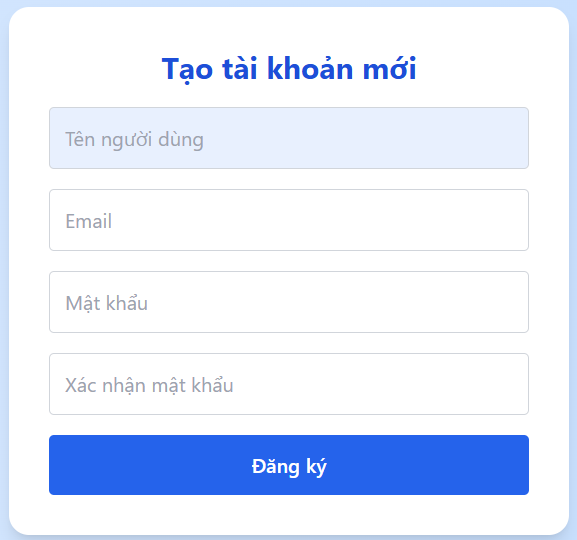 Tạo tài khoản mới
Tên người dùng
Email
Mật khẩu
Xác nhận mật khẩu
Đăng ký